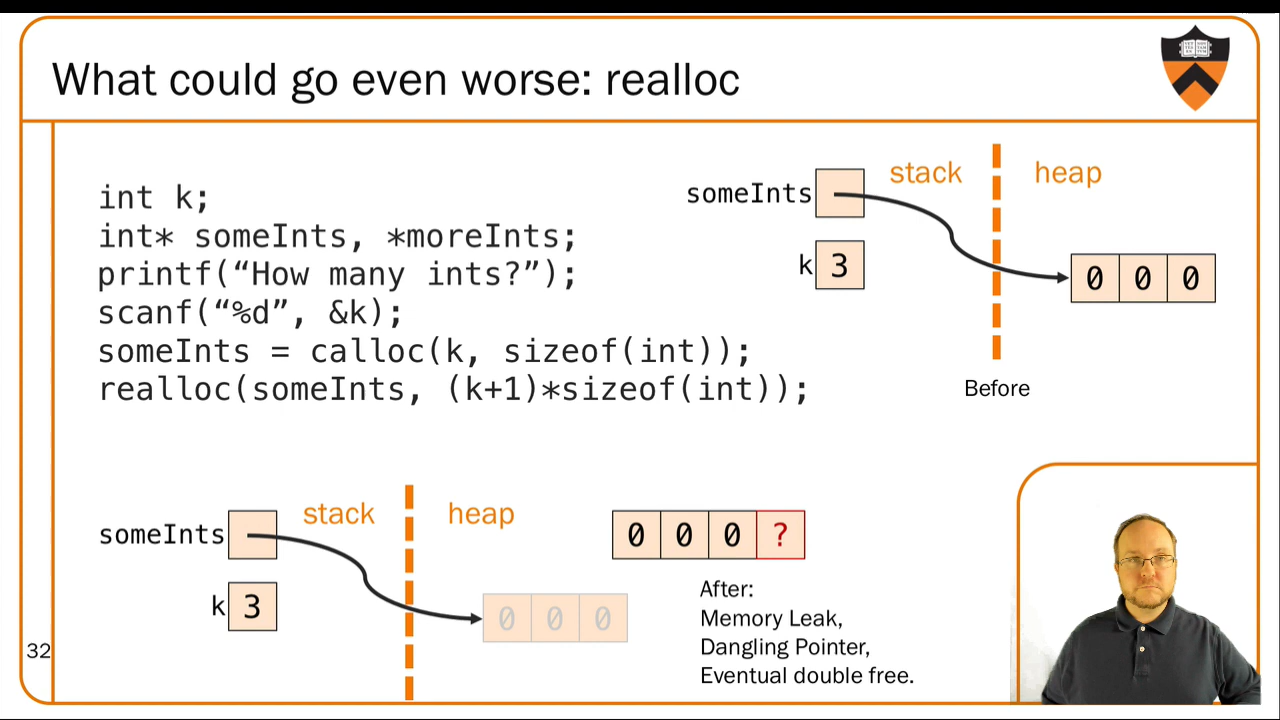 What could go even worse: realloc
int k;
int* someInts, *moreInts;
printf(“How many ints?”);
scanf(“%d”, &k);
someInts = calloc(k, sizeof(int));
realloc(someInts, (k+1)*sizeof(int));
stack heap
someInts
k 3
0 0 0
Before
stack heap
someInts
0 0 0 ?
k 3
0 0 0
After:
Memory Leak,
Dangling Pointer,
Eventual double free.
32